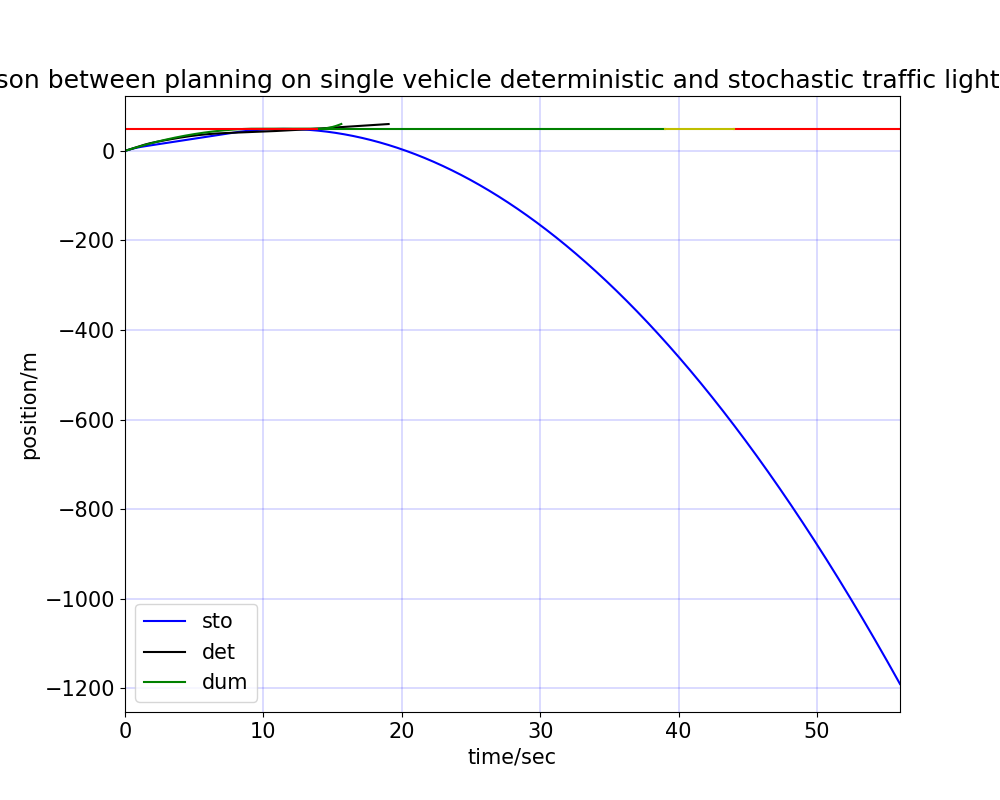 son between planning on single vehicle deterministic and stochastic traffic light
position/m
0
−200
−400
−600
−800
−1000
−1200
sto
det
dum
0 10 20 30 40 50
time/sec